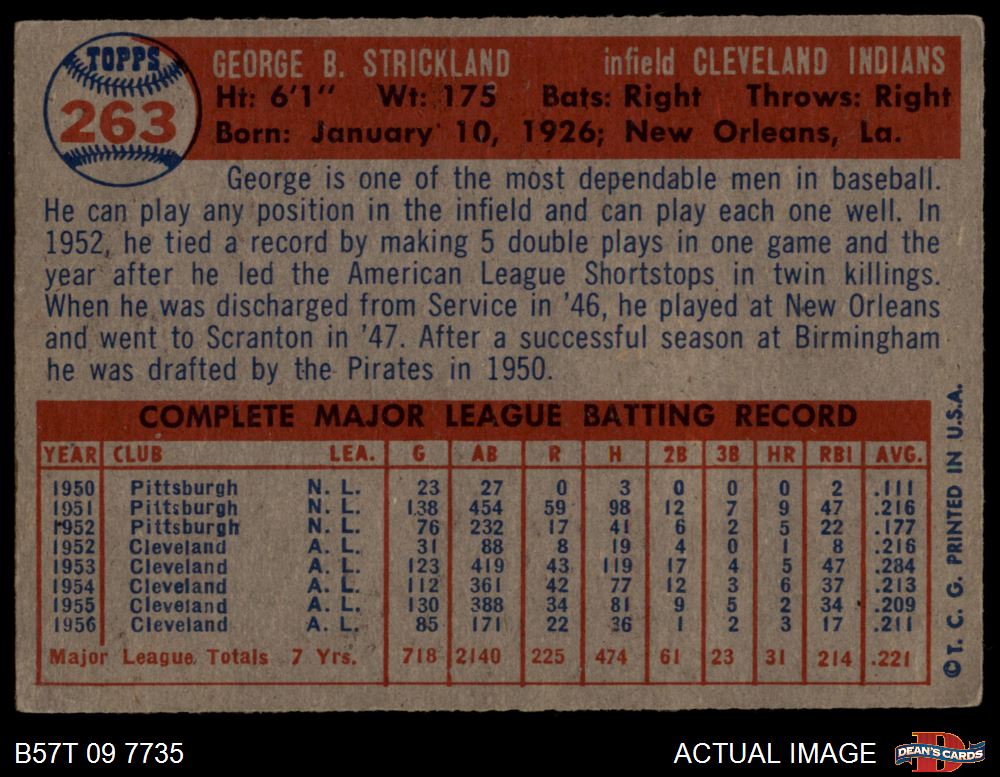 TOPPS
263
GEORGE B. STRICKLAND infield CLEVELAND INDIANS
Ht: 6'1" Wt: 175 Bats: Right Throws: Right
Born: January 10, 1926; New Orleans, La.
George is one of the most dependable men in baseball.
He can play any position in the infield and can play each one well. In
1952, he tied a record by making 5 double plays in one game and the
year after he led the American League Shortstops in twin killings.
When he was discharged from Service in '46, he played at New Orleans
and went to Scranton in '47. After a successful season at Birmingham
he was drafted by the Pirates in 1950.
COMPLETE MAJOR LEAGUE BATTING RECORD
YEAR CLUB LEA. G AB R H 2B 3B HR RBI AVG.
1950 Pittsburgh N. L. 23 27 0 3 0 0 0 2 .111
1951 Pittsburgh N. L. 138 454 59 98 12 7 9 47 .216
1952 Pittsburgh N. L. 76 232 17 41 6 2 5 22 .177
1952 Cleveland A. L. 31 88 8 19 4 0 1 8 .216
1953 Cleveland A. L. 123 419 43 119 17 4 5 47 .284
1954 Cleveland A. L. 112 361 42 77 12 3 6 37 .213
1955 Cleveland A. L. 130 388 34 81 9 5 2 34 .209
1956 Cleveland A. L. 85 171 22 36 1 2 3 17 .211
Major League Totals 7 Yrs. 718 2140 225 474 61 23 31 214 .221
© T. C. G. PRINTED IN U.S.A.
B57T 09 7735
ACTUAL IMAGE
D
DEAN'S CARDS